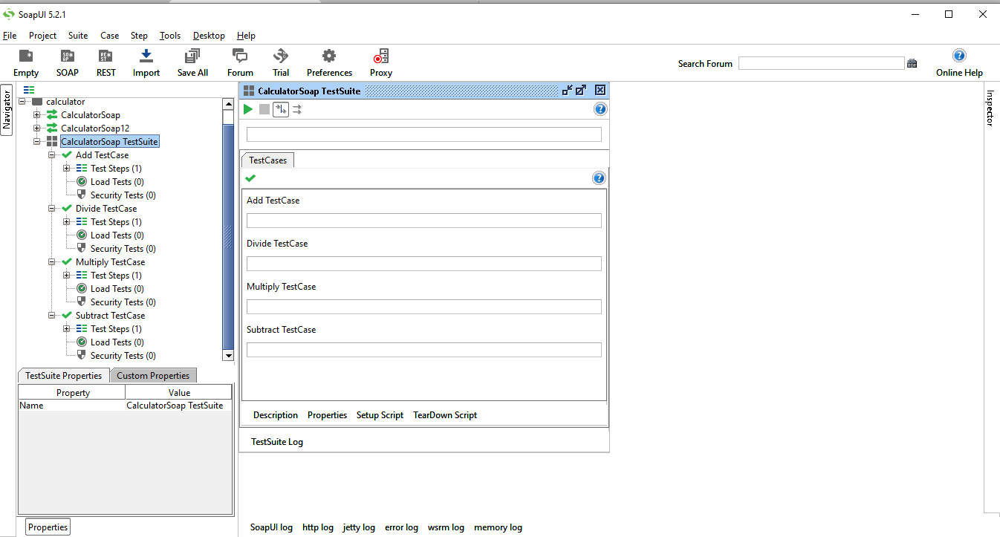 SoapUI 5.2.1
File Project Suite Case Step Tools Desktop Help
Empty SOAP REST Import Save All Forum Trial Preferences Proxy Search Forum Online Help
Navigator
calculator
CalculatorSoap
CalculatorSoap12
CalculatorSoap TestSuite
Add TestCase
Test Steps (1)
Load Tests (0)
Security Tests (0)
Divide TestCase
Test Steps (1)
Load Tests (0)
Security Tests (0)
Multiply TestCase
Test Steps (1)
Load Tests (0)
Security Tests (0)
Subtract TestCase
Test Steps (1)
Load Tests (0)
Security Tests (0)
TestSuite Properties Custom Properties
Property Value
Name CalculatorSoap TestSuite
Properties
CalculatorSoap TestSuite
TestCases
Add TestCase
Divide TestCase
Multiply TestCase
Subtract TestCase
Description Properties Setup Script TearDown Script
TestSuite Log
SoapUI log http log jetty log error log wsrm log memory log
Inspector